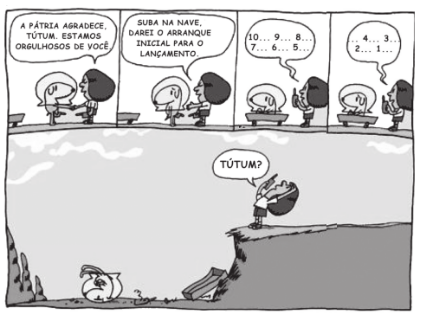 A PÁTRIA AGRADECE,
TÚTUM. ESTAMOS
ORGULHOSOS DE VOCÊ,
SUBA NA NAVE,
DAREI O ARRANQUE
INICIAL PARA O
LANÇAMENTO.
10... 9... 8...
7... 6... 5...
... 4... 3...
2... 1...
TÚTUM?